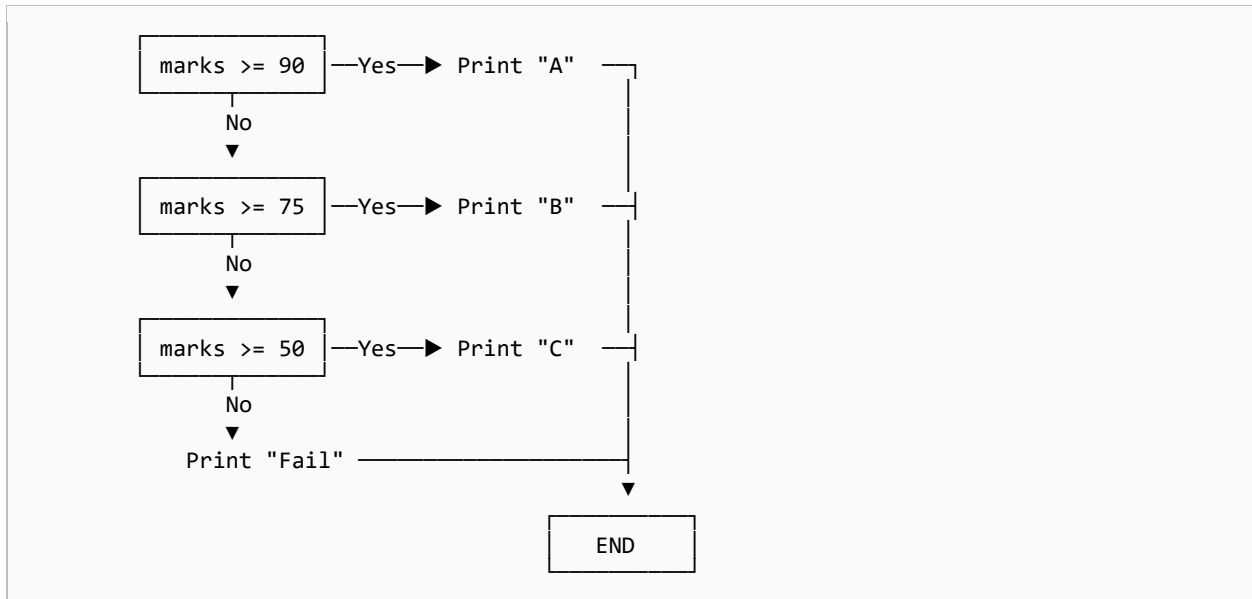 marks >= 90 Yes Print "A"
No
marks >= 75 Yes Print "B"
No
marks >= 50 Yes Print "C"
No
Print "Fail"
END